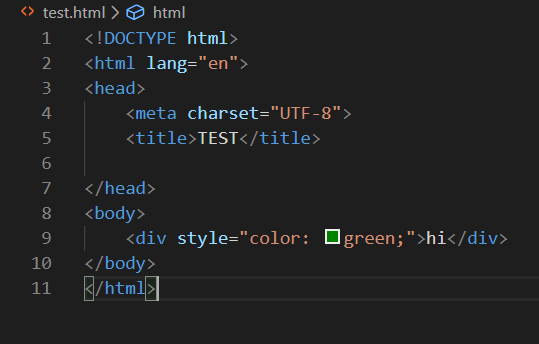 test.html > html
1 <!DOCTYPE html>
2 <html lang="en">
3 <head>
4     <meta charset="UTF-8">
5     <title>TEST</title>
6
7 </head>
8 <body>
9     <div style="color: green;">hi</div>
10 </body>
11 </html>